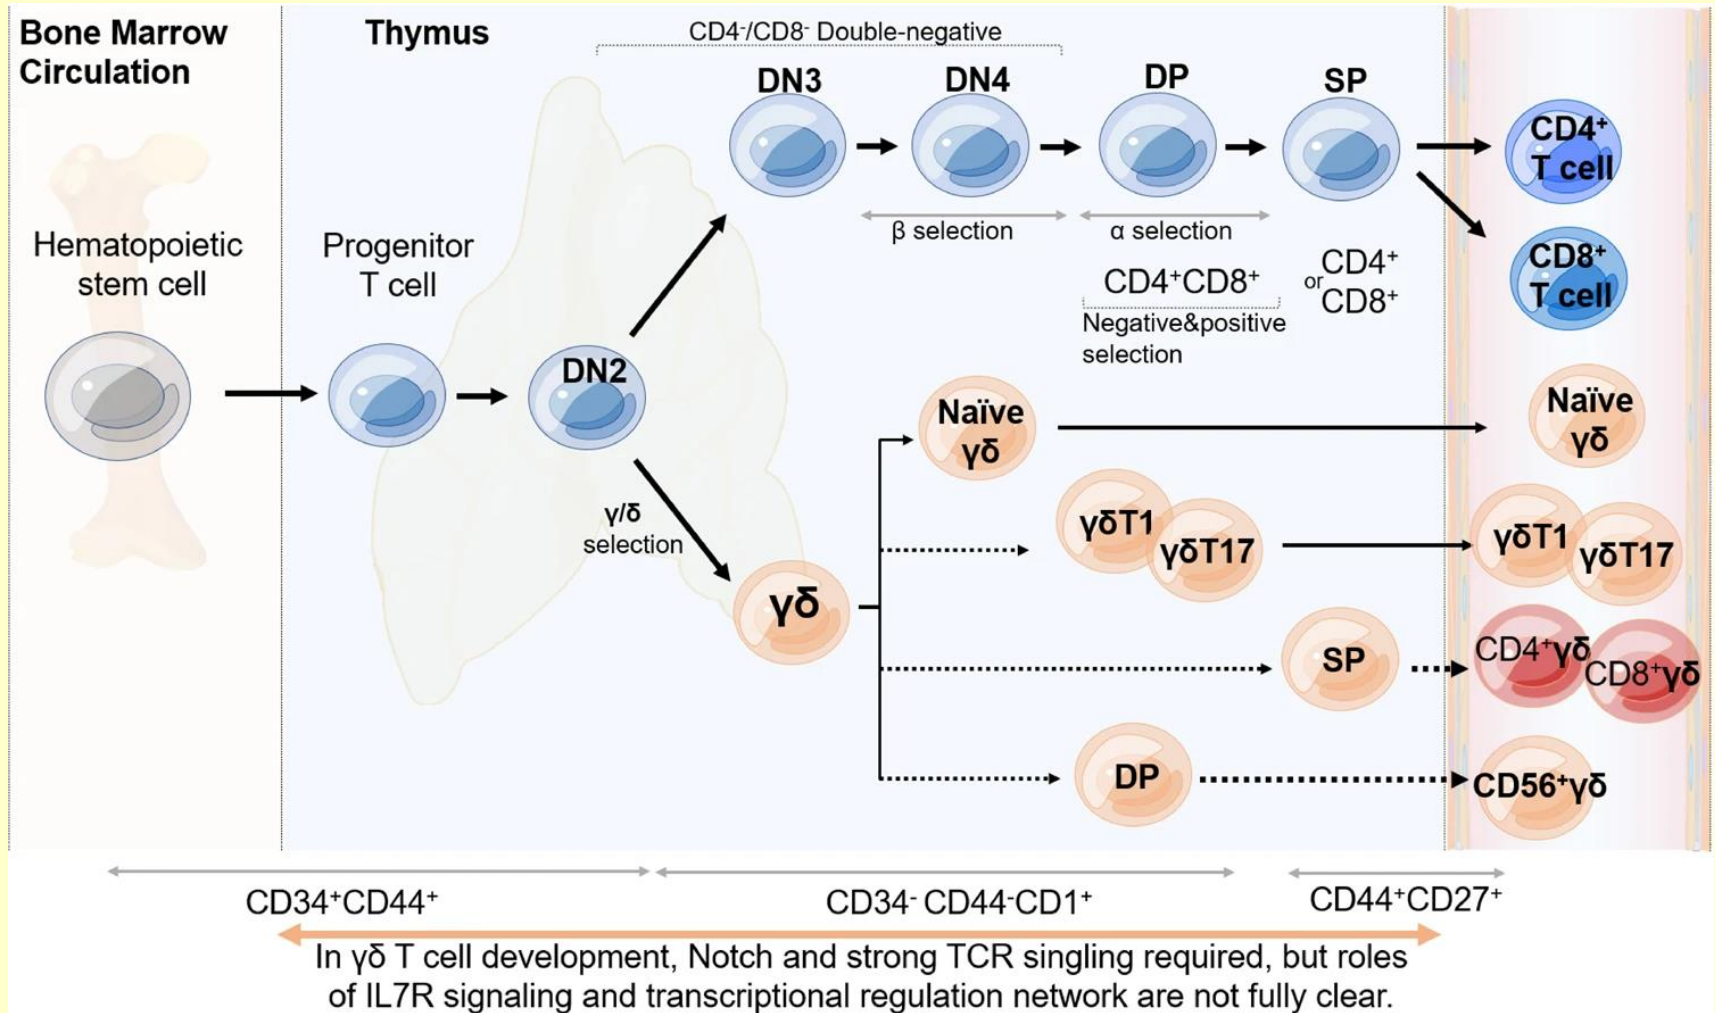 Bone Marrow
Circulation
Thymus
CD4⁻/CD8⁻ Double-negative
DN3
DN4
DP
SP
CD4⁺
T cell
β selection
α selection
CD4⁺CD8⁺
Negative&positive
selection
CD4⁺
or
CD8⁺
CD8⁺
T cell
Hematopoietic
stem cell
Progenitor
T cell
DN2
γ/δ
selection
γδ
Naïve
γδ
Naïve
γδ
γδT1
γδT17
γδT1
γδT17
SP
CD4⁺γδ
CD8⁺γδ
DP
CD56⁺γδ
CD34⁺CD44⁺
CD34⁻ CD44⁻CD1⁺
CD44⁺CD27⁺
In γδ T cell development, Notch and strong TCR singling required, but roles
of IL7R signaling and transcriptional regulation network are not fully clear.